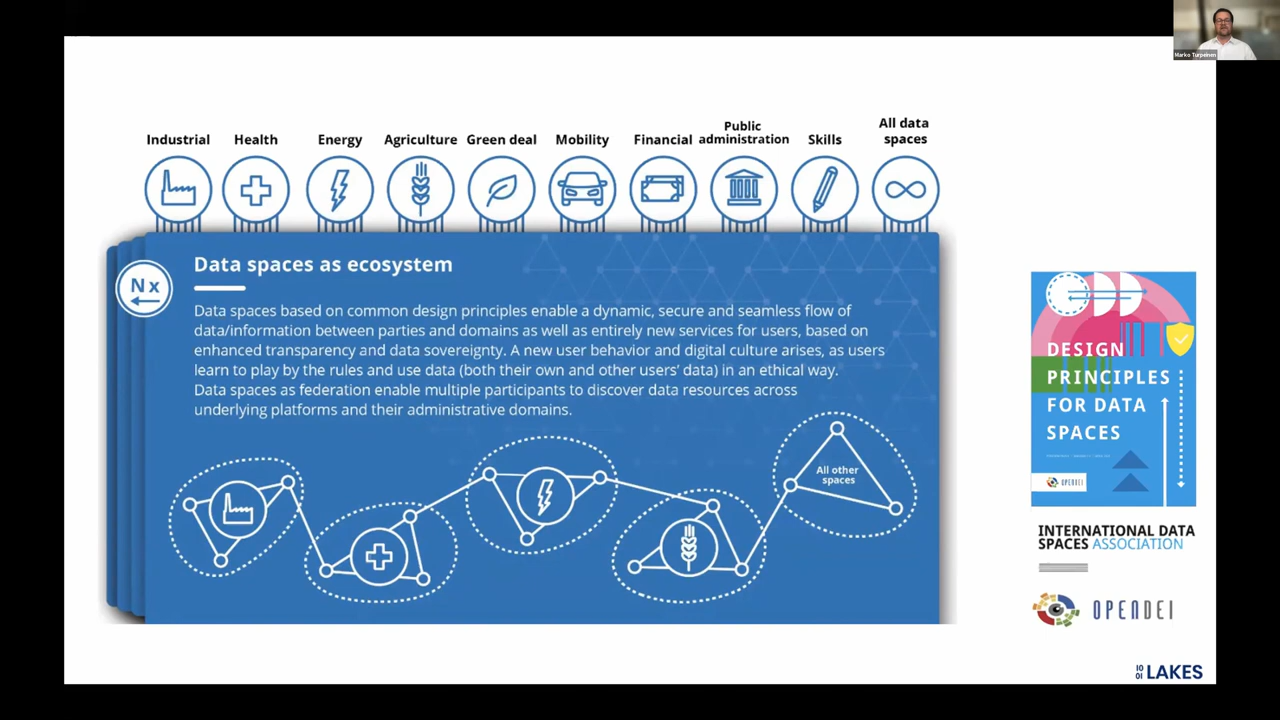 Marko Turpeinen
Industrial
Health
Energy
Agriculture
Green deal
Mobility
Financial
Public
administration
Skills
All data
spaces
Nx
Data spaces as ecosystem
Data spaces based on common design principles enable a dynamic, secure and seamless flow of
data/information between parties and domains as well as entirely new services for users, based on
enhanced transparency and data sovereignty. A new user behavior and digital culture arises, as users
learn to play by the rules and use data (both their own and other users' data) in an ethical way.
Data spaces as federation enable multiple participants to discover data resources across
underlying platforms and their administrative domains.
All other
spaces
DESIGN
PRINCIPLES
FOR DATA
SPACES
OPENDEI
INTERNATIONAL DATA
SPACES ASSOCIATION
OPENDEI
1001 LAKES